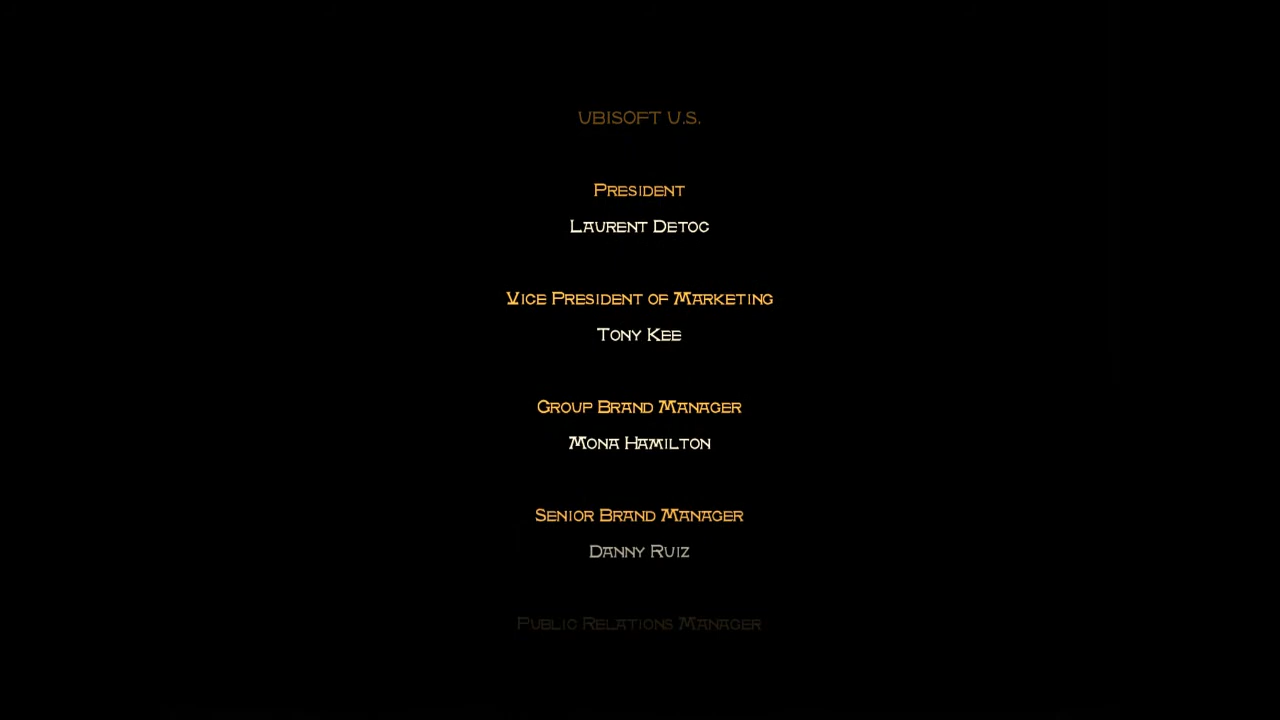 UBISOFT U.S.
President
Laurent Detoc
Vice President of Marketing
Tony Kee
Group Brand Manager
Mona Hamilton
Senior Brand Manager
Danny Ruiz
Public Relations Manager